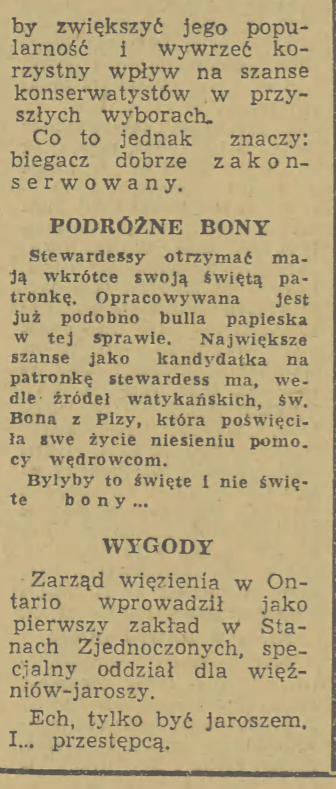 by zwiększyć jego popu-
larność i wywrzeć ko-
rzystny wpływ na szanse
konserwatystów w przy-
szłych wyborach.
Co to jednak znaczy:
biegacz dobrze zakon-
serwowany.
PODRÓŻNE BONY
Stewardessy otrzymać ma-
ją wkrótce swoją świętą pa-
tronkę. Opracowywana jest
już podobno bulla papieska
w tej sprawie. Największe
szanse jako kandydatka na
patronkę stewardess ma, we-
dle źródeł watykańskich, św.
Bona z Pizy, która poświęci-
ła swe życie niesieniu pomo.
cy wędrowcom.
Byłyby to święte i nie świę-
te bony...
WYGODY
Zarząd więzienia w On-
tario wprowadził jako
pierwszy zakład w Sta-
nach Zjednoczonych, spe-
cjalny oddział dla więź-
niów-jaroszy.
Ech, tylko być jaroszem.
I... przestępcą.